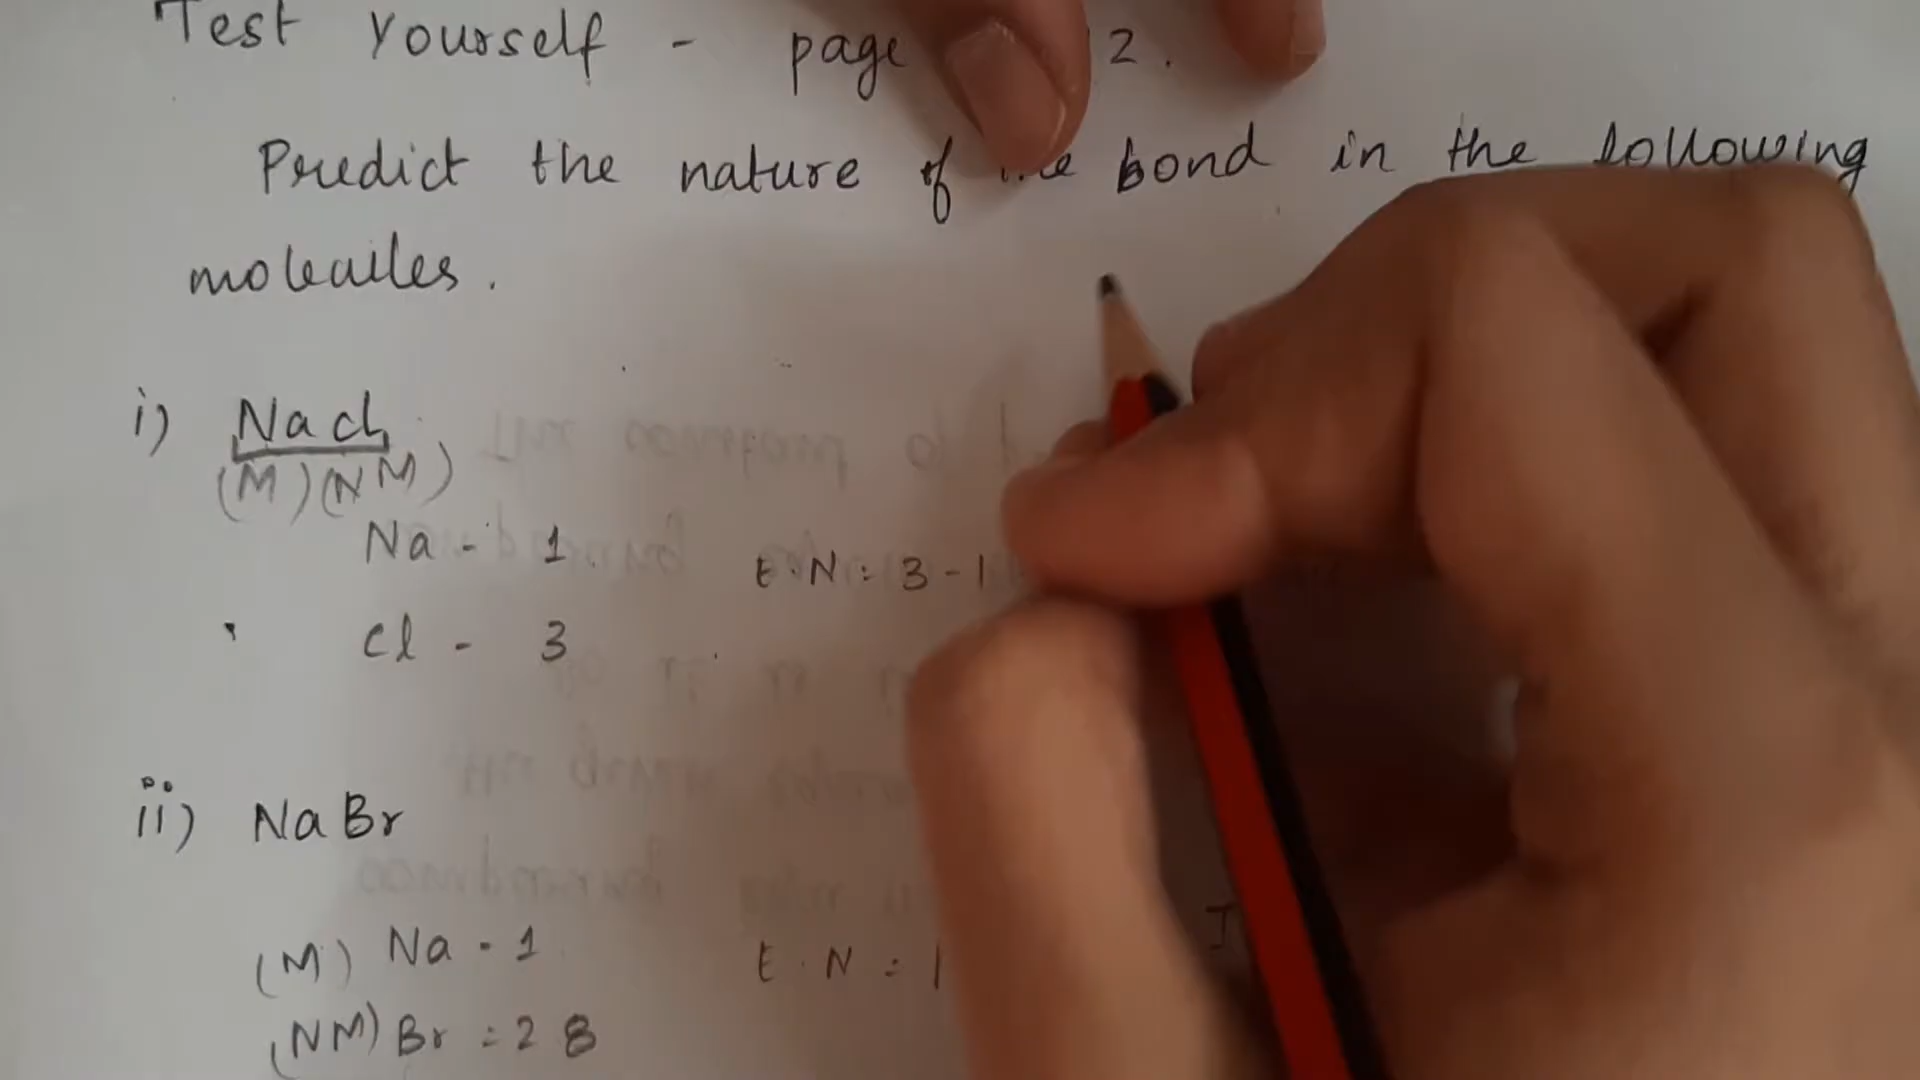 Test Yourself - page 2.
Predict the nature of bond in the following
molecules.
i) NaCl
(M) (NM)
Na - 1
E.N = 3 - 1
Cl - 3
ii) NaBr
(M) Na - 1
E.N = 1
(NM) Br = 2 8